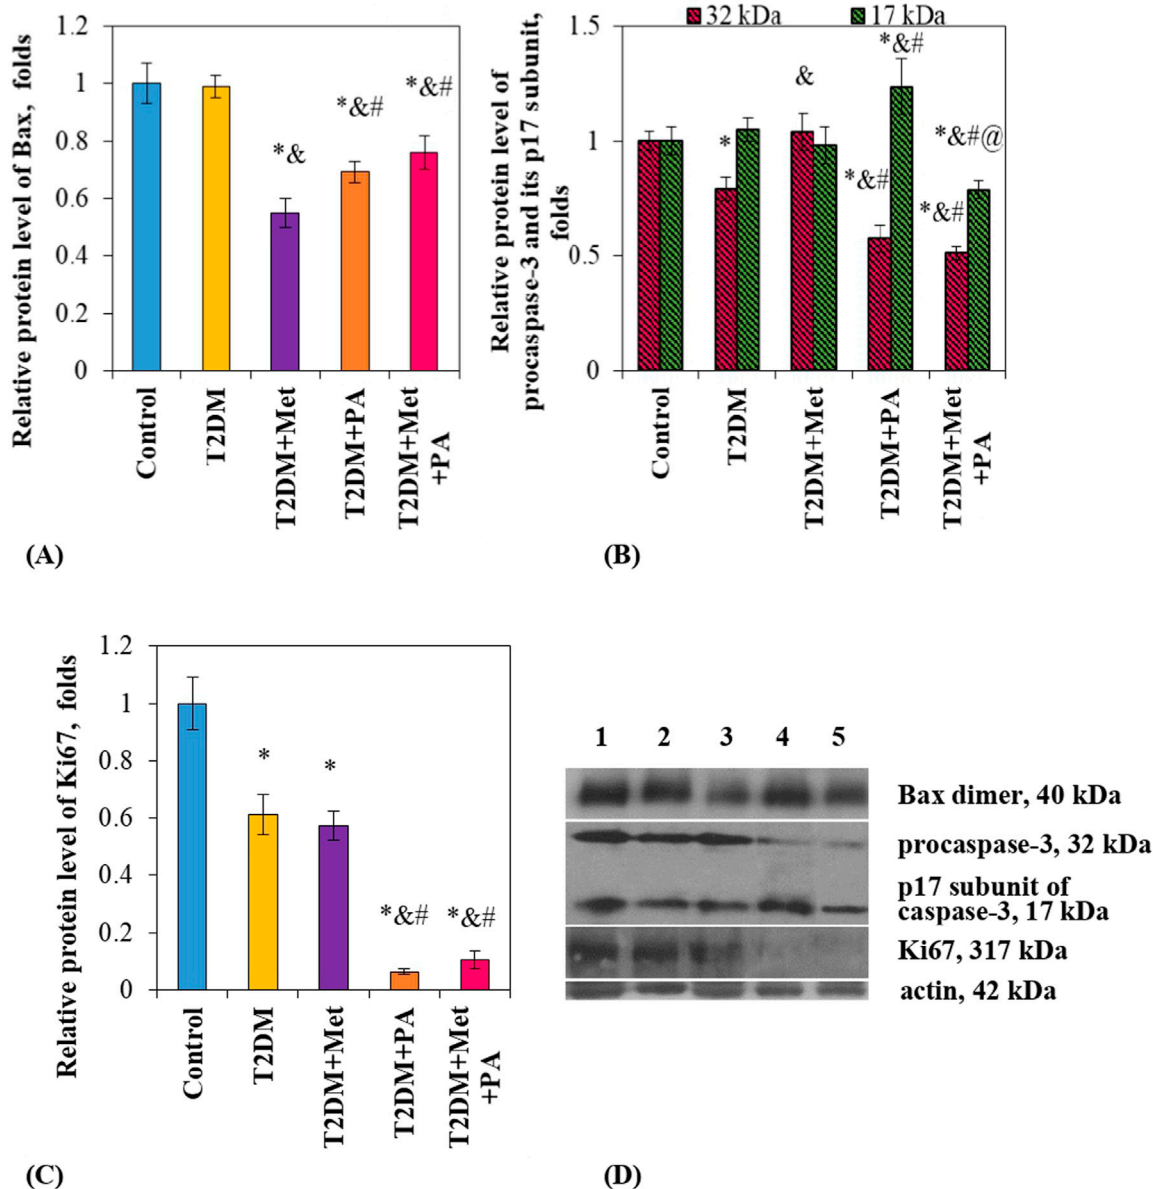 Relative protein level of Bax, folds
1.2
1
0.8
0.6
0.4
0.2
0
*&
*&#
*&#
Control
T2DM
T2DM+Met
T2DM+PA
T2DM+Met
+PA
(A)
Relative protein level of
procaspase-3 and its p17 subunit,
folds
32 kDa
17 kDa
1.5
1
0.5
0
*
&
*&#
*&#
*&#
*&#@
Control
T2DM
T2DM+Met
T2DM+PA
T2DM+Met
+PA
(B)
Relative protein level of Ki67, folds
1.2
1
0.8
0.6
0.4
0.2
0
*
*
*&#
*&#
Control
T2DM
T2DM+Met
T2DM+PA
T2DM+Met
+PA
(C)
1 2 3 4 5
Bax dimer, 40 kDa
procaspase-3, 32 kDa
p17 subunit of
caspase-3, 17 kDa
Ki67, 317 kDa
actin, 42 kDa
(D)